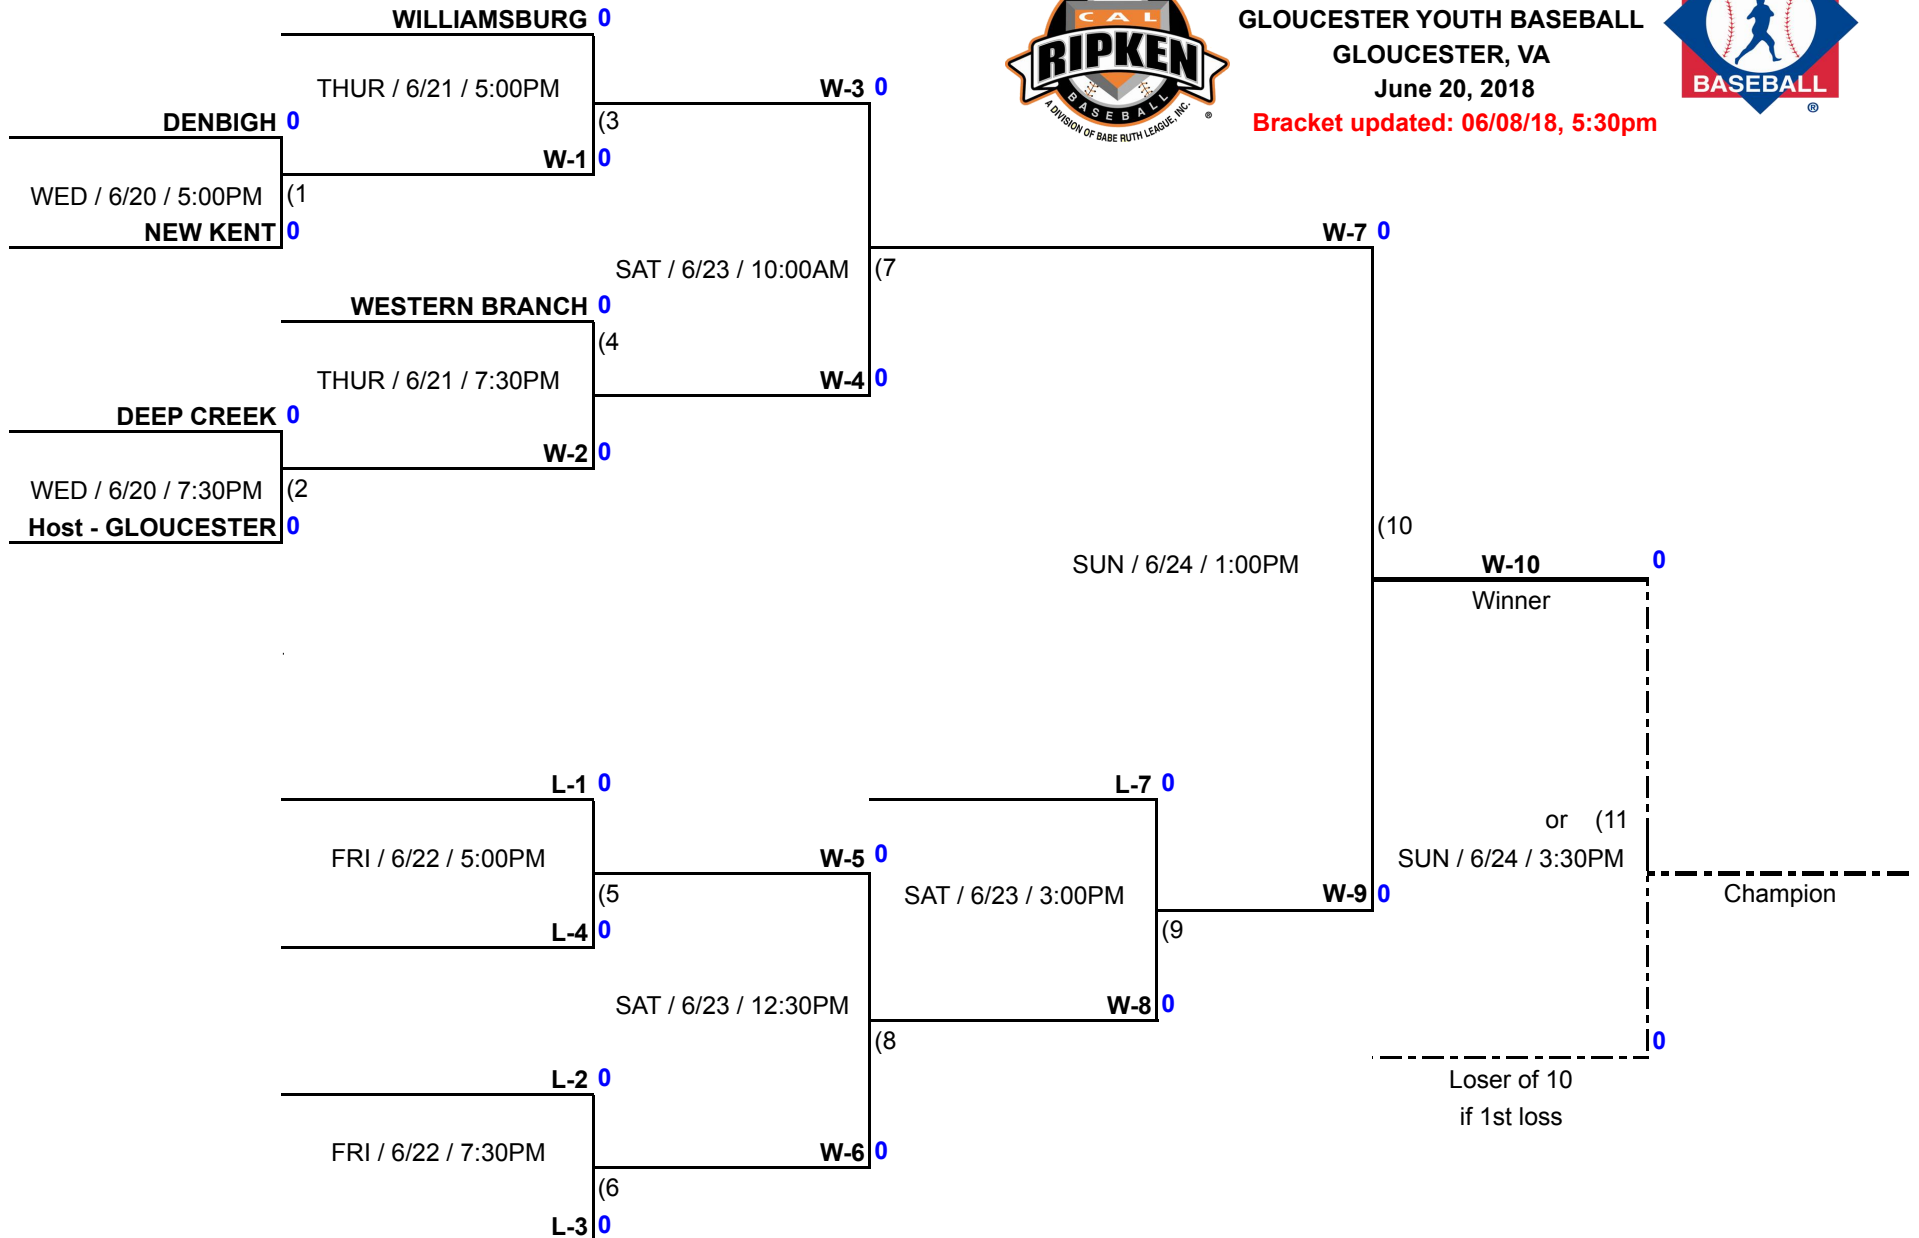 WILLIAMSBURG 0
THUR / 6/21 / 5:00PM
DENBIGH 0
(3
W-1 0
WED / 6/20 / 5:00PM (1
NEW KENT 0
W-3 0
CAL
RIPKEN
BASEBALL
A DIVISION OF BABE RUTH LEAGUE, INC. ®
GLOUCESTER YOUTH BASEBALL
GLOUCESTER, VA
June 20, 2018
Bracket updated: 06/08/18, 5:30pm
BASEBALL
®
SAT / 6/23 / 10:00AM (7
W-7 0
WESTERN BRANCH 0
(4
THUR / 6/21 / 7:30PM
W-4 0
DEEP CREEK 0
W-2 0
WED / 6/20 / 7:30PM (2
Host - GLOUCESTER 0
(10
SUN / 6/24 / 1:00PM
W-10 0
Winner
L-1 0
L-7 0
FRI / 6/22 / 5:00PM
W-5 0
(5
L-4 0
SAT / 6/23 / 3:00PM
W-9 0
(9
or (11
SUN / 6/24 / 3:30PM
Champion
SAT / 6/23 / 12:30PM
W-8 0
(8
0
Loser of 10
if 1st loss
L-2 0
FRI / 6/22 / 7:30PM
W-6 0
(6
L-3 0